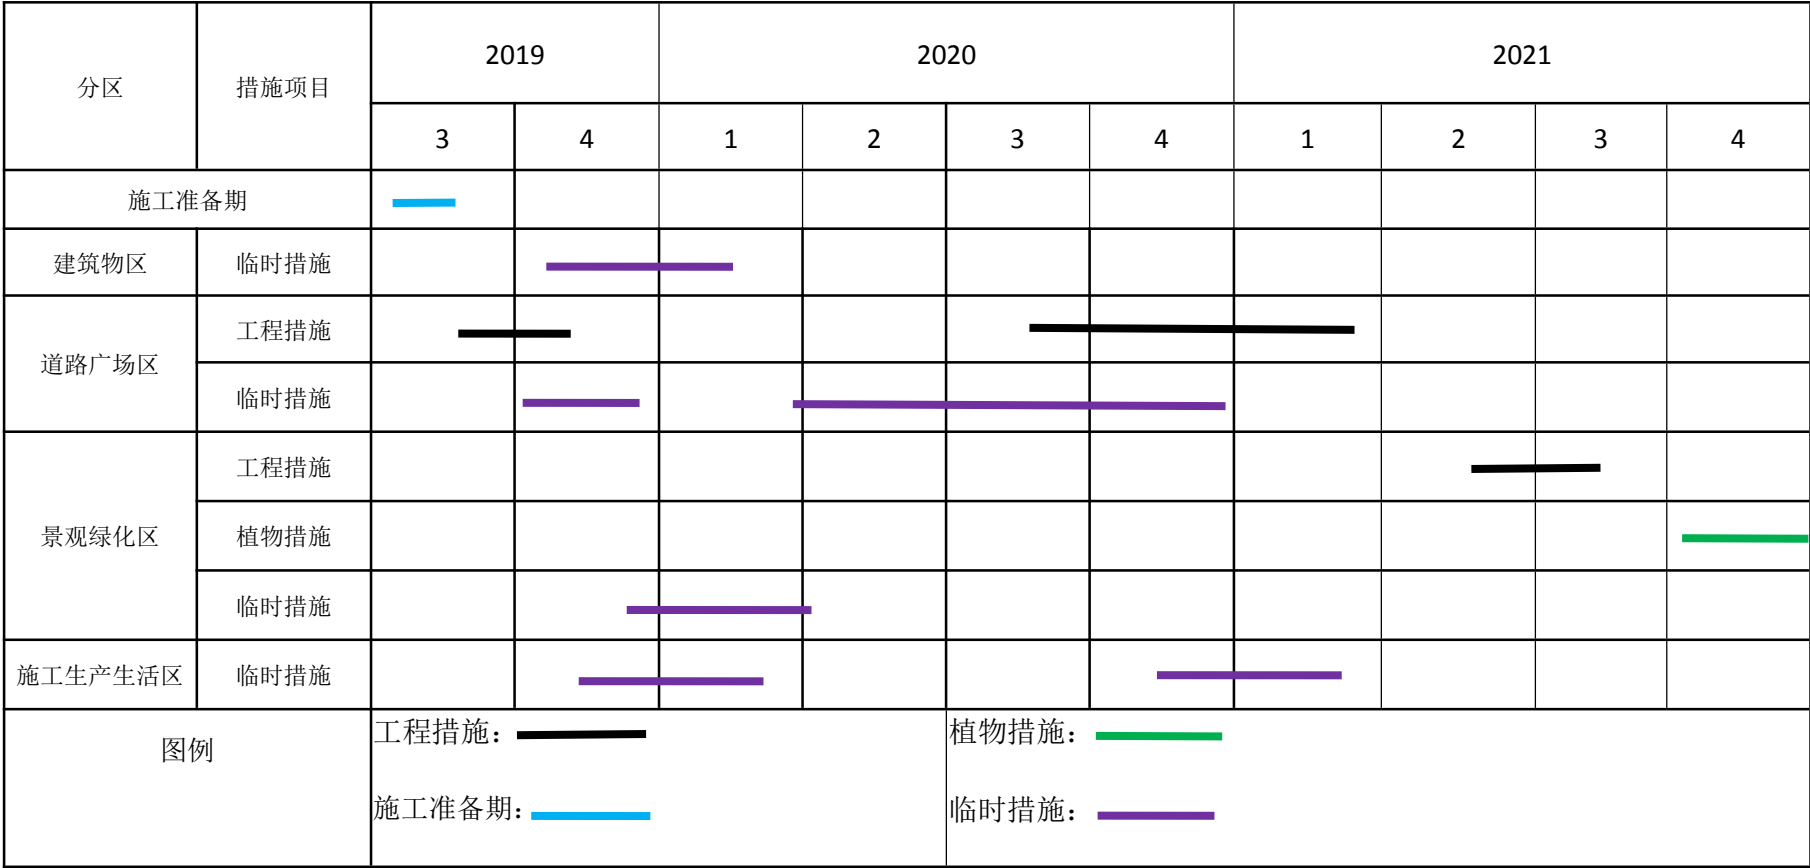 分区 措施项目 2019 2020 2021
3 4 1 2 3 4 1 2 3 4
施工准备期
建筑物区 临时措施
道路广场区 工程措施
临时措施
景观绿化区 工程措施
植物措施
临时措施
施工生产生活区 临时措施
图例 工程措施： 植物措施：
施工准备期： 临时措施：